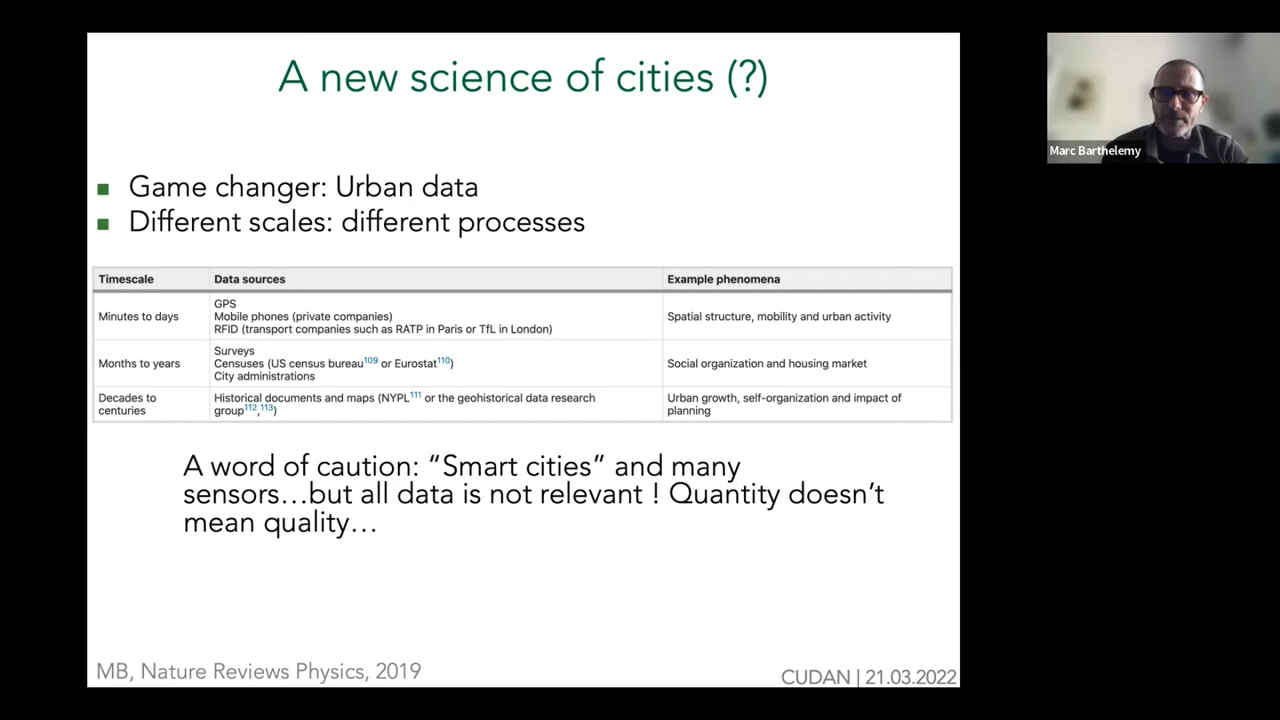 A new science of cities (?)
Marc Barthelemy
■ Game changer: Urban data
■ Different scales: different processes
Timescale Data sources Example phenomena
Minutes to days
GPS
Mobile phones (private companies)
RFID (transport companies such as RATP in Paris or TfL in London)
Spatial structure, mobility and urban activity
Months to years
Surveys
Censuses (US census bureau109 or Eurostat110)
City administrations
Social organization and housing market
Decades to
centuries
Historical documents and maps (NYPL111 or the geohistorical data research
group112,113)
Urban growth, self-organization and impact of
planning
A word of caution: “Smart cities” and many
sensors…but all data is not relevant ! Quantity doesn’t
mean quality…
MB, Nature Reviews Physics, 2019
CUDAN | 21.03.2022